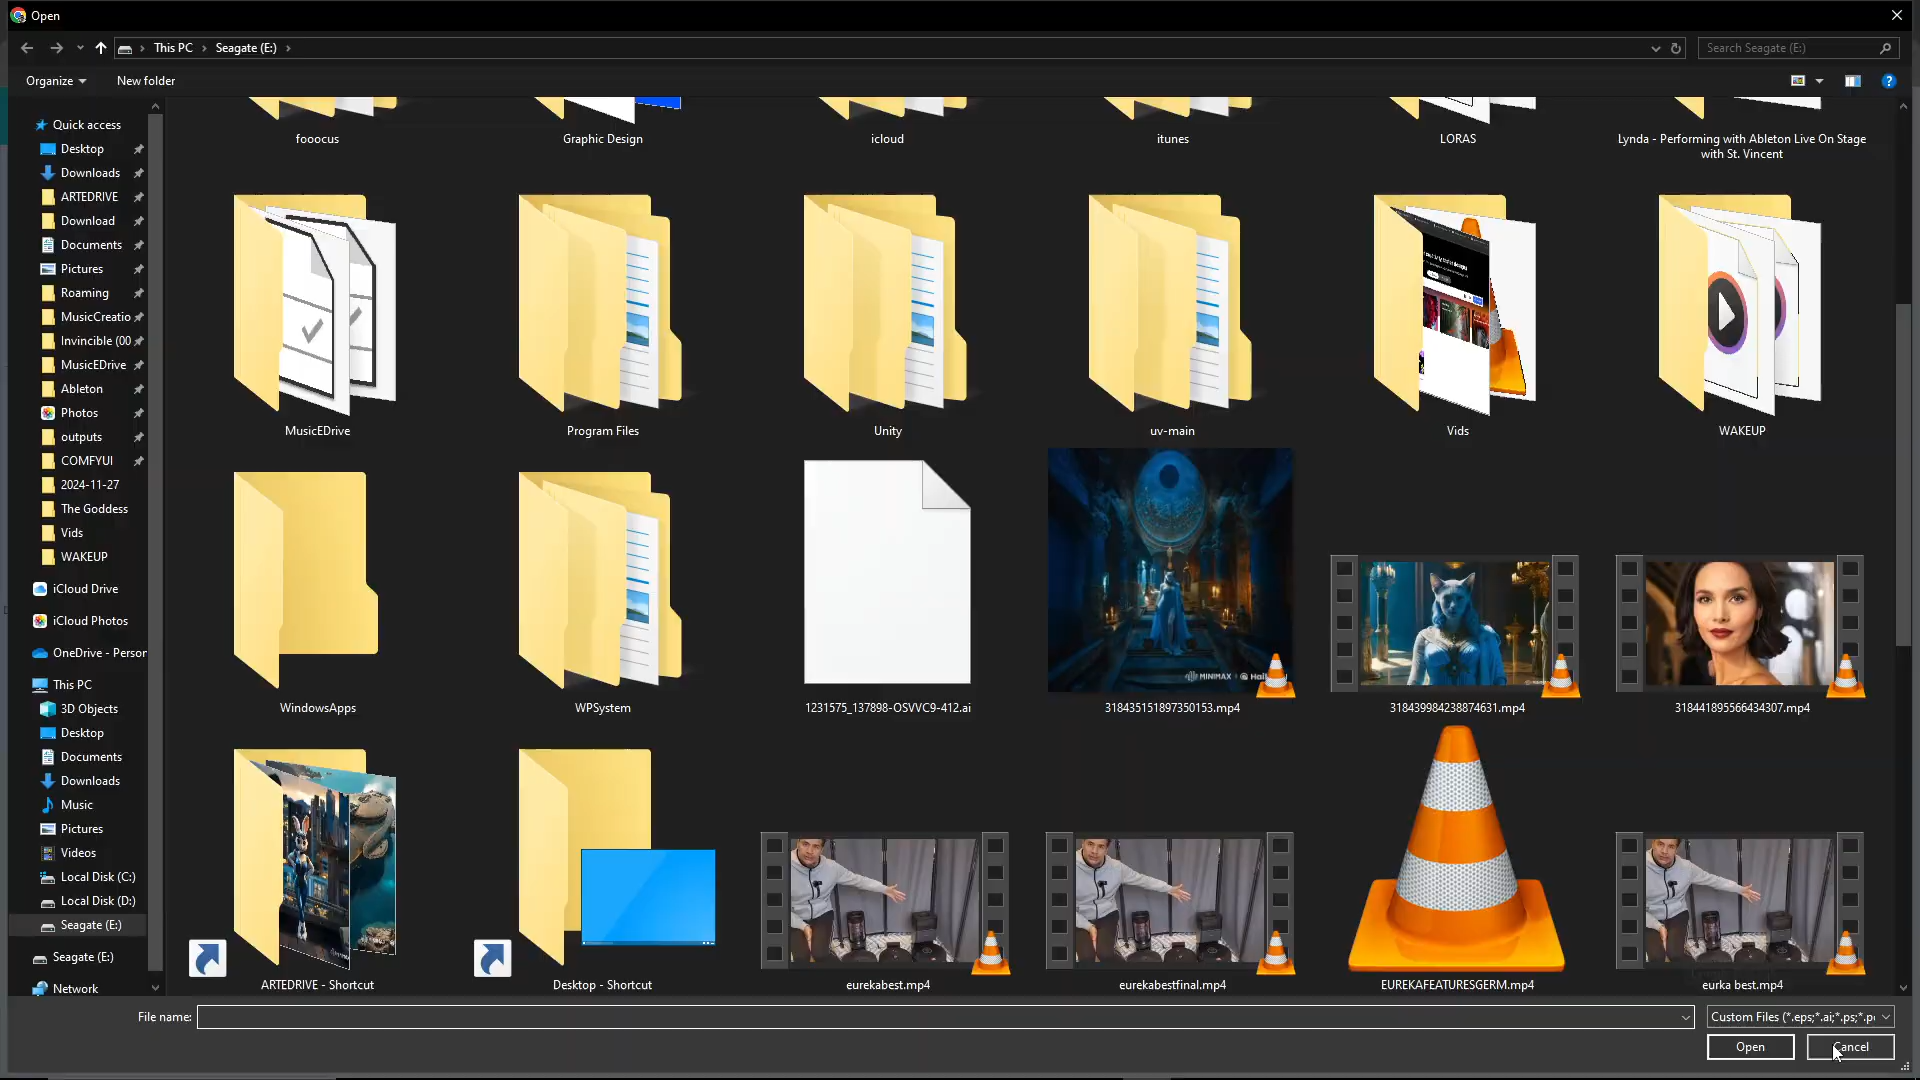 Open
This PC
Seagate (E:)
Search Seagate (E:)
Organize
New folder
Quick access
Desktop
Downloads
ARTEDRIVE
Download
Documents
Pictures
Roaming
MusicCreatio
Invincible (00
MusicEDrive
Ableton
Photos
outputs
COMFYUI
2024-11-27
The Goddess
Vids
WAKEUP
iCloud Drive
iCloud Photos
OneDrive - Person
This PC
3D Objects
Desktop
Documents
Downloads
Music
Pictures
Videos
Local Disk (C:)
Local Disk (D:)
Seagate (E:)
Seagate (E:)
Network
fooocus
Graphic Design
icloud
itunes
LORAS
Lynda - Performing with Ableton Live On Stage
with St. Vincent
MusicEDrive
Program Files
Unity
uv-main
Vids
WAKEUP
MINIMAX
WindowsApps
WPSystem
1231575_137898-OSVVC9-412.ai
318435151897350153.mp4
318439984238874631.mp4
318441895566434307.mp4
ARTEDRIVE - Shortcut
Desktop - Shortcut
eurekabest.mp4
eurekabestfinal.mp4
EUREKAFEATURESGERM.mp4
eurka best.mp4
File name:
Custom Files (*.eps;*.ai;*.ps;*.p
Open
Cancel